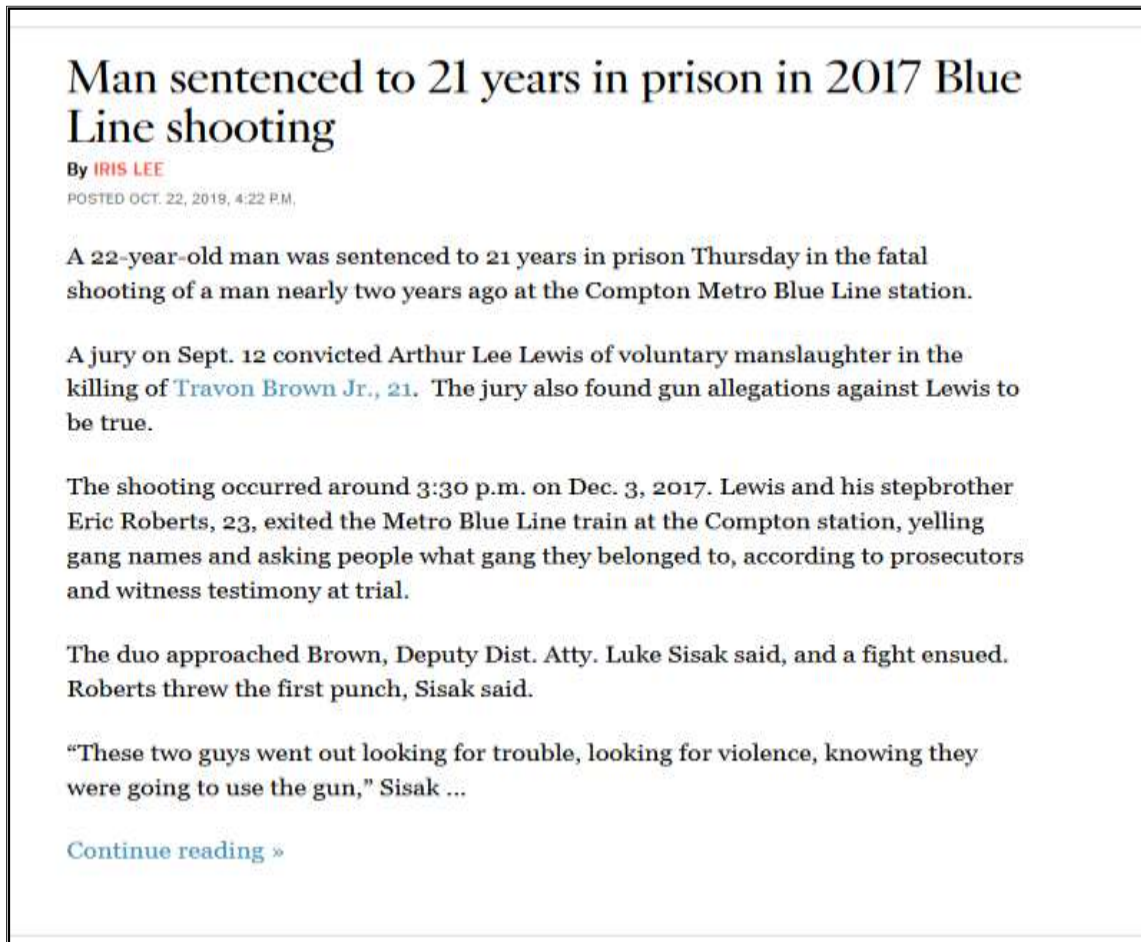 Man sentenced to 21 years in prison in 2017 Blue
Line shooting
By IRIS LEE
POSTED OCT. 22, 2019, 4:22 P.M.
A 22-year-old man was sentenced to 21 years in prison Thursday in the fatal
shooting of a man nearly two years ago at the Compton Metro Blue Line station.
A jury on Sept. 12 convicted Arthur Lee Lewis of voluntary manslaughter in the
killing of Travon Brown Jr., 21.  The jury also found gun allegations against Lewis to
be true.
The shooting occurred around 3:30 p.m. on Dec. 3, 2017. Lewis and his stepbrother
Eric Roberts, 23, exited the Metro Blue Line train at the Compton station, yelling
gang names and asking people what gang they belonged to, according to prosecutors
and witness testimony at trial.
The duo approached Brown, Deputy Dist. Atty. Luke Sisak said, and a fight ensued.
Roberts threw the first punch, Sisak said.
“These two guys went out looking for trouble, looking for violence, knowing they
were going to use the gun,” Sisak ...
Continue reading »